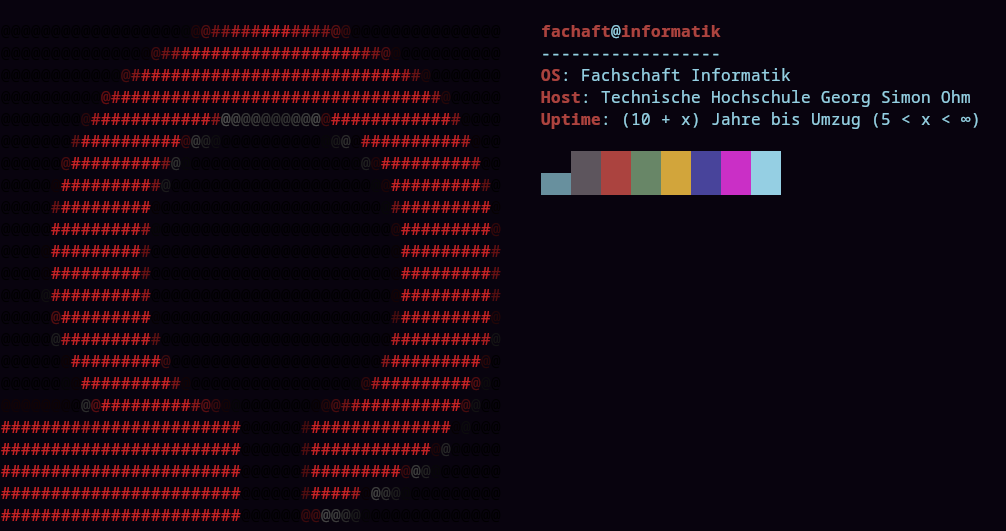 fachaft@informatik
------------------
OS: Fachschaft Informatik
Host: Technische Hochschule Georg Simon Ohm
Uptime: (10 + x) Jahre bis Umzug (5 < x < ∞)